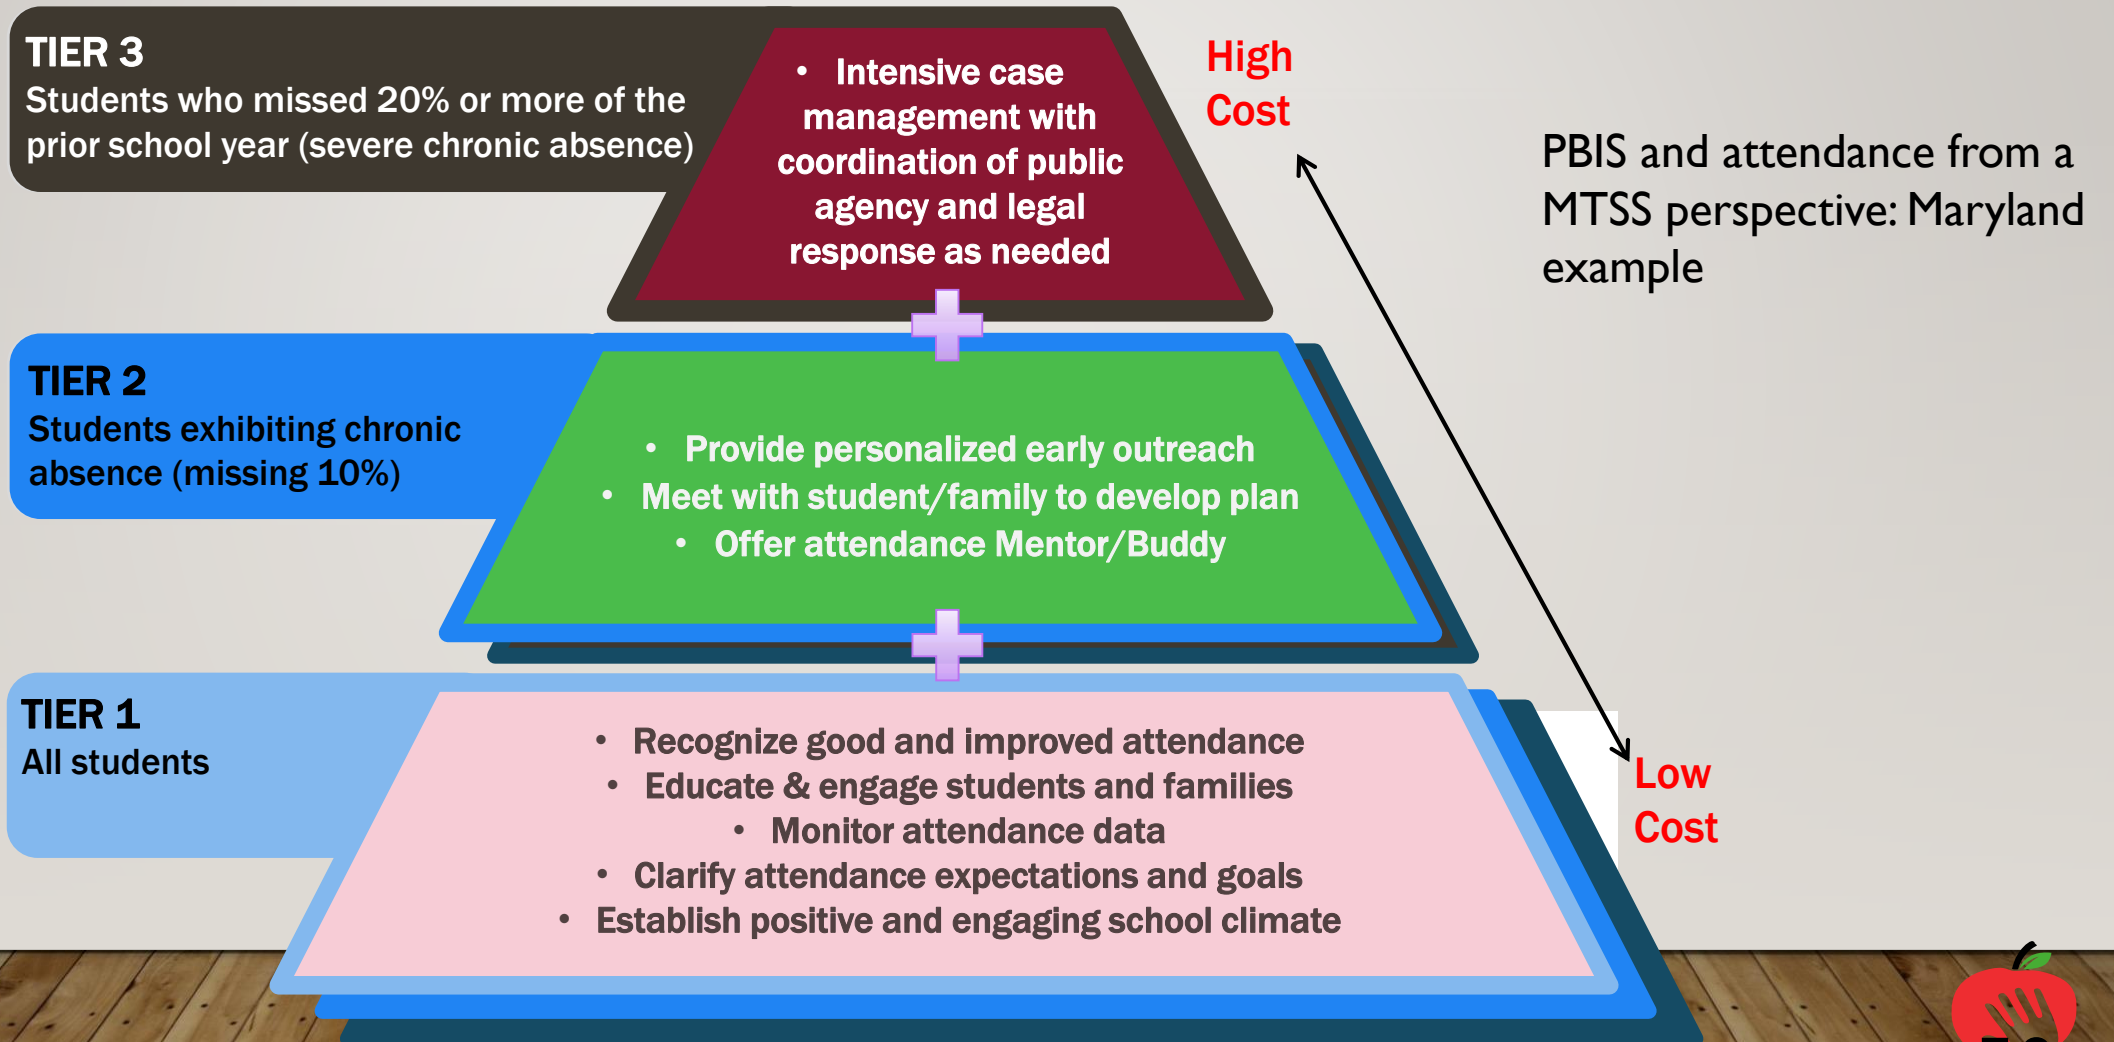 TIER 3
Students who missed 20% or more of the
prior school year (severe chronic absence)
• Intensive case
management with
coordination of public
agency and legal
response as needed
High
Cost
PBIS and attendance from a
MTSS perspective: Maryland
example
TIER 2
Students exhibiting chronic
absence (missing 10%)
• Provide personalized early outreach
• Meet with student/family to develop plan
• Offer attendance Mentor/Buddy
TIER 1
All students
• Recognize good and improved attendance
• Educate & engage students and families
• Monitor attendance data
• Clarify attendance expectations and goals
• Establish positive and engaging school climate
Low
Cost